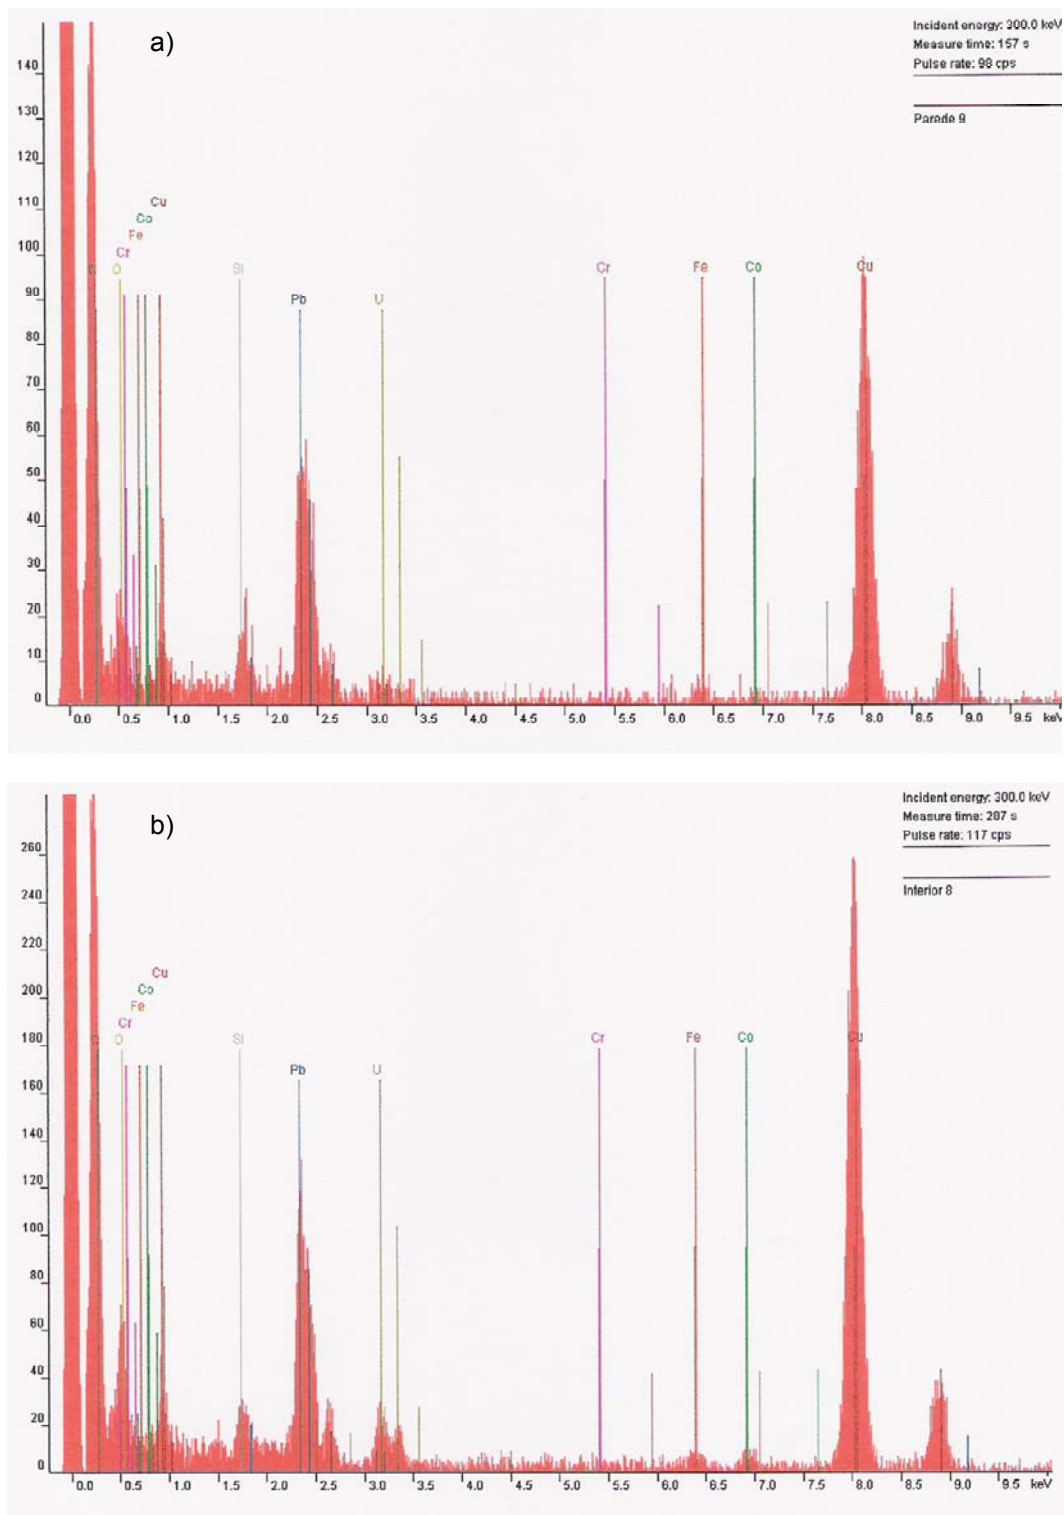 a)
Incident energy: 300.0 keV
Measure time: 157 s
Pulse rate: 98 cps
Parede 9
140
130
120
110
100
90
80
70
60
50
40
30
20
10
0
Cu
Co
Fe
Cr
C O Si Pb U Cr Fe Co Cu
0.0 0.5 1.0 1.5 2.0 2.5 3.0 3.5 4.0 4.5 5.0 5.5 6.0 6.5 7.0 7.5 8.0 8.5 9.0 9.5 keV
b)
Incident energy: 300.0 keV
Measure time: 287 s
Pulse rate: 117 cps
Interior 8
260
240
220
200
180
160
140
120
100
80
60
40
20
0
Cu
Co
Fe
Cr
C O Si Pb U Cr Fe Co Cu
0.0 0.5 1.0 1.5 2.0 2.5 3.0 3.5 4.0 4.5 5.0 5.5 6.0 6.5 7.0 7.5 8.0 8.5 9.0 9.5 keV